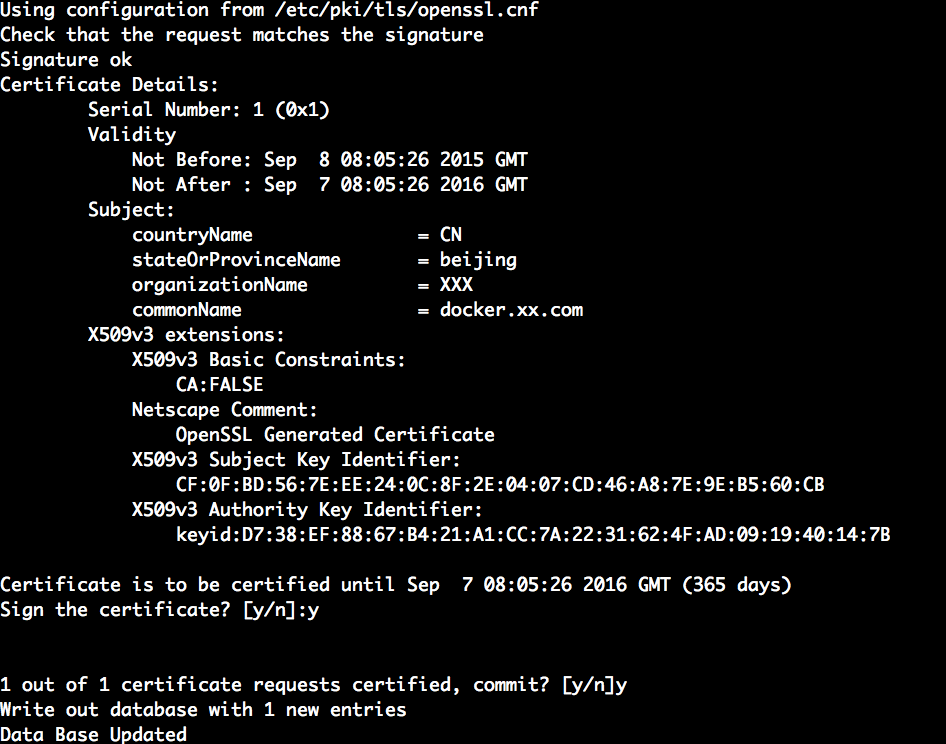 Using configuration from /etc/pki/tls/openssl.cnf
Check that the request matches the signature
Signature ok
Certificate Details:
        Serial Number: 1 (0x1)
        Validity
            Not Before: Sep  8 08:05:26 2015 GMT
            Not After : Sep  7 08:05:26 2016 GMT
        Subject:
            countryName               = CN
            stateOrProvinceName       = beijing
            organizationName          = XXX
            commonName                = docker.xx.com
        X509v3 extensions:
            X509v3 Basic Constraints:
                CA:FALSE
            Netscape Comment:
                OpenSSL Generated Certificate
            X509v3 Subject Key Identifier:
                CF:0F:BD:56:7E:EE:24:0C:8F:2E:04:07:CD:46:A8:7E:9E:B5:60:CB
            X509v3 Authority Key Identifier:
                keyid:D7:38:EF:88:67:B4:21:A1:CC:7A:22:31:62:4F:AD:09:19:40:14:7B

Certificate is to be certified until Sep  7 08:05:26 2016 GMT (365 days)
Sign the certificate? [y/n]:y


1 out of 1 certificate requests certified, commit? [y/n]y
Write out database with 1 new entries
Data Base Updated